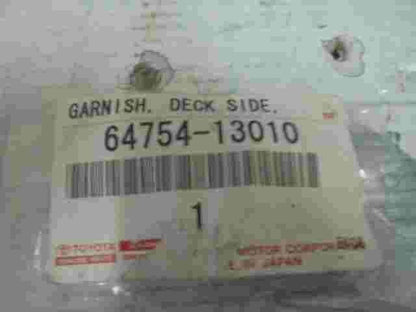 GARNISH. DECK SIDE.
64754-13010
1
TOYOTA
MOTOR CORPORATION
JAPAN